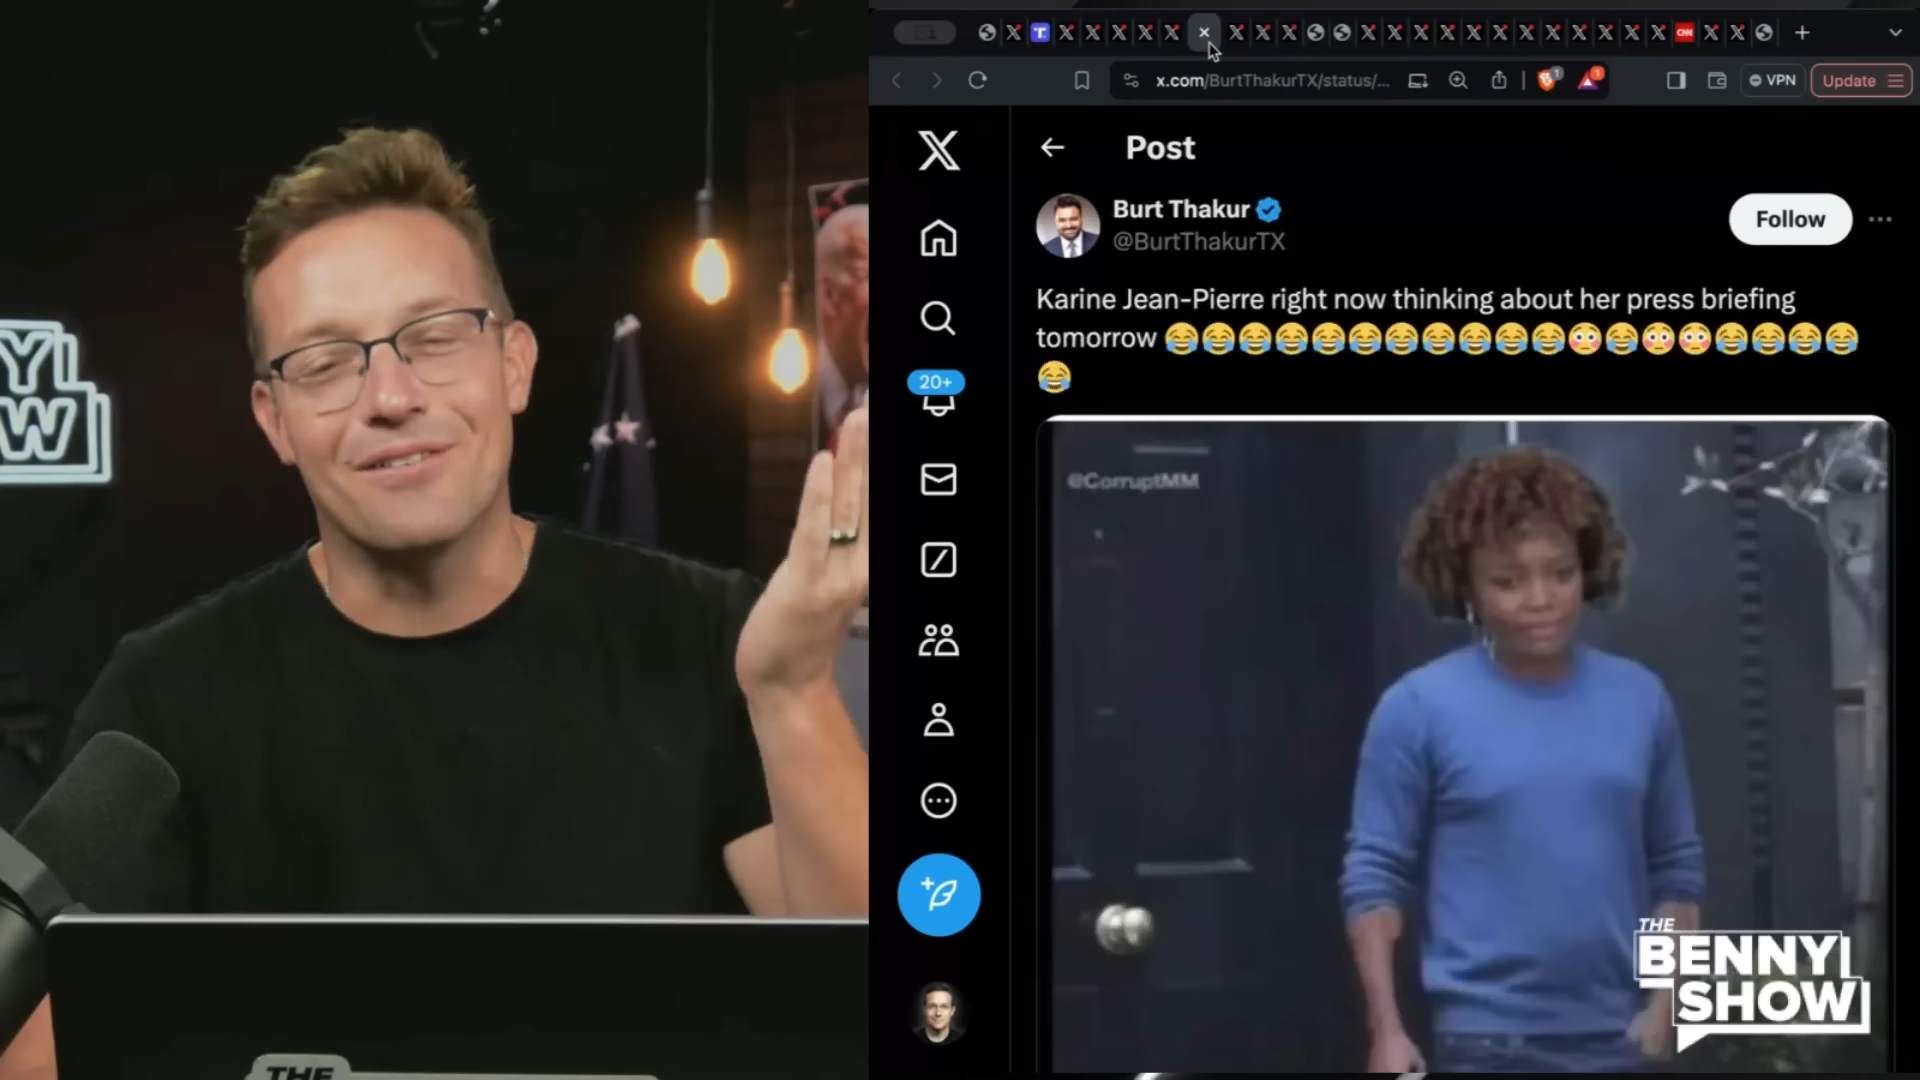 x.com/BurtThakurTX/status/...
VPN
Update
Post
Burt Thakur
@BurtThakurTX
Follow
Karine Jean-Pierre right now thinking about her press briefing
tomorrow 😂😂😂😂😂😂😂😂😂😂😂😳😂😳😳😂😂😂😂
😂
20+
@CorruptMM
THE
BENNY
SHOW
THE